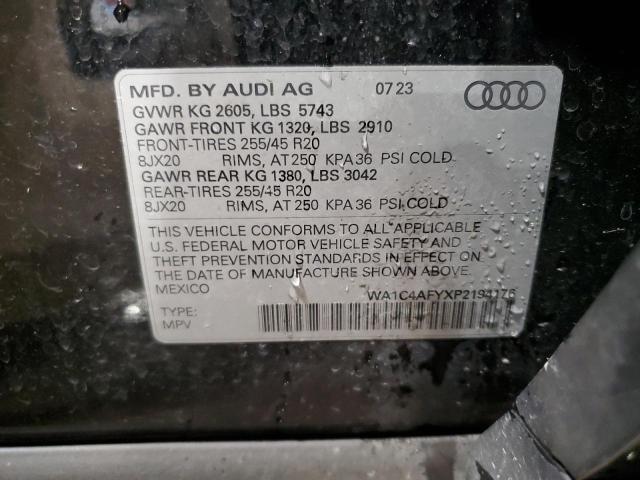 MFD. BY AUDI AG 07 23
GVWR KG 2605, LBS 5743
GAWR FRONT KG 1320, LBS 2910
FRONT-TIRES 255/45 R20
8JX20 RIMS, AT 250 KPA 36 PSI COLD
GAWR REAR KG 1380, LBS 3042
REAR-TIRES 255/45 R20
8JX20 RIMS, AT 250 KPA 36 PSI COLD
THIS VEHICLE CONFORMS TO ALL APPLICABLE
U.S. FEDERAL MOTOR VEHICLE SAFETY AND
THEFT PREVENTION STANDARDS IN EFFECT ON
THE DATE OF MANUFACTURE SHOWN ABOVE.
MEXICO WA1C4AFYXP2194176
TYPE:
MPV